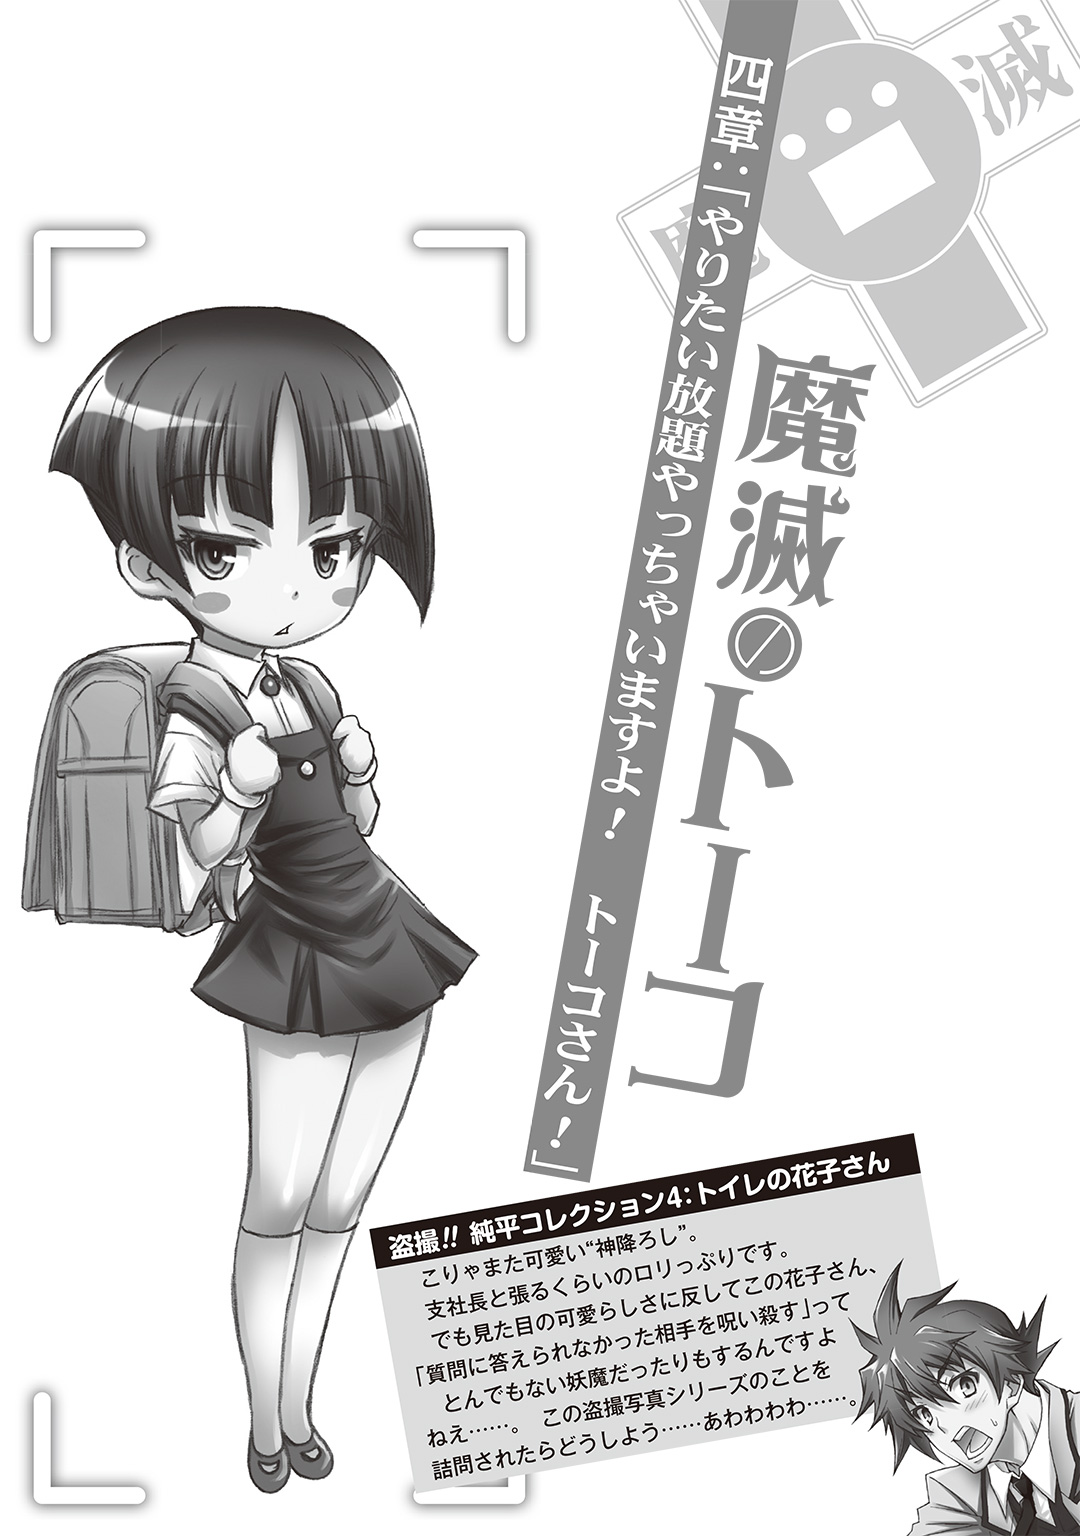 魔滅
魔滅のトーコ
四章：「やりたい放題やっちゃいますよ！　トーコさん！」
盗撮!! 純平コレクション4：トイレの花子さん
こりゃまた可愛い“神降ろし”。
支社長と張るくらいのロリっぷりです。
でも見た目の可愛らしさに反してこの花子さん、
「質問に答えられなかった相手を呪い殺す」って
とんでもない妖魔だったりもするんですよ
ねえ……。　この盗撮写真シリーズのことを
詰問されたらどうしよう……あわわわわ……。